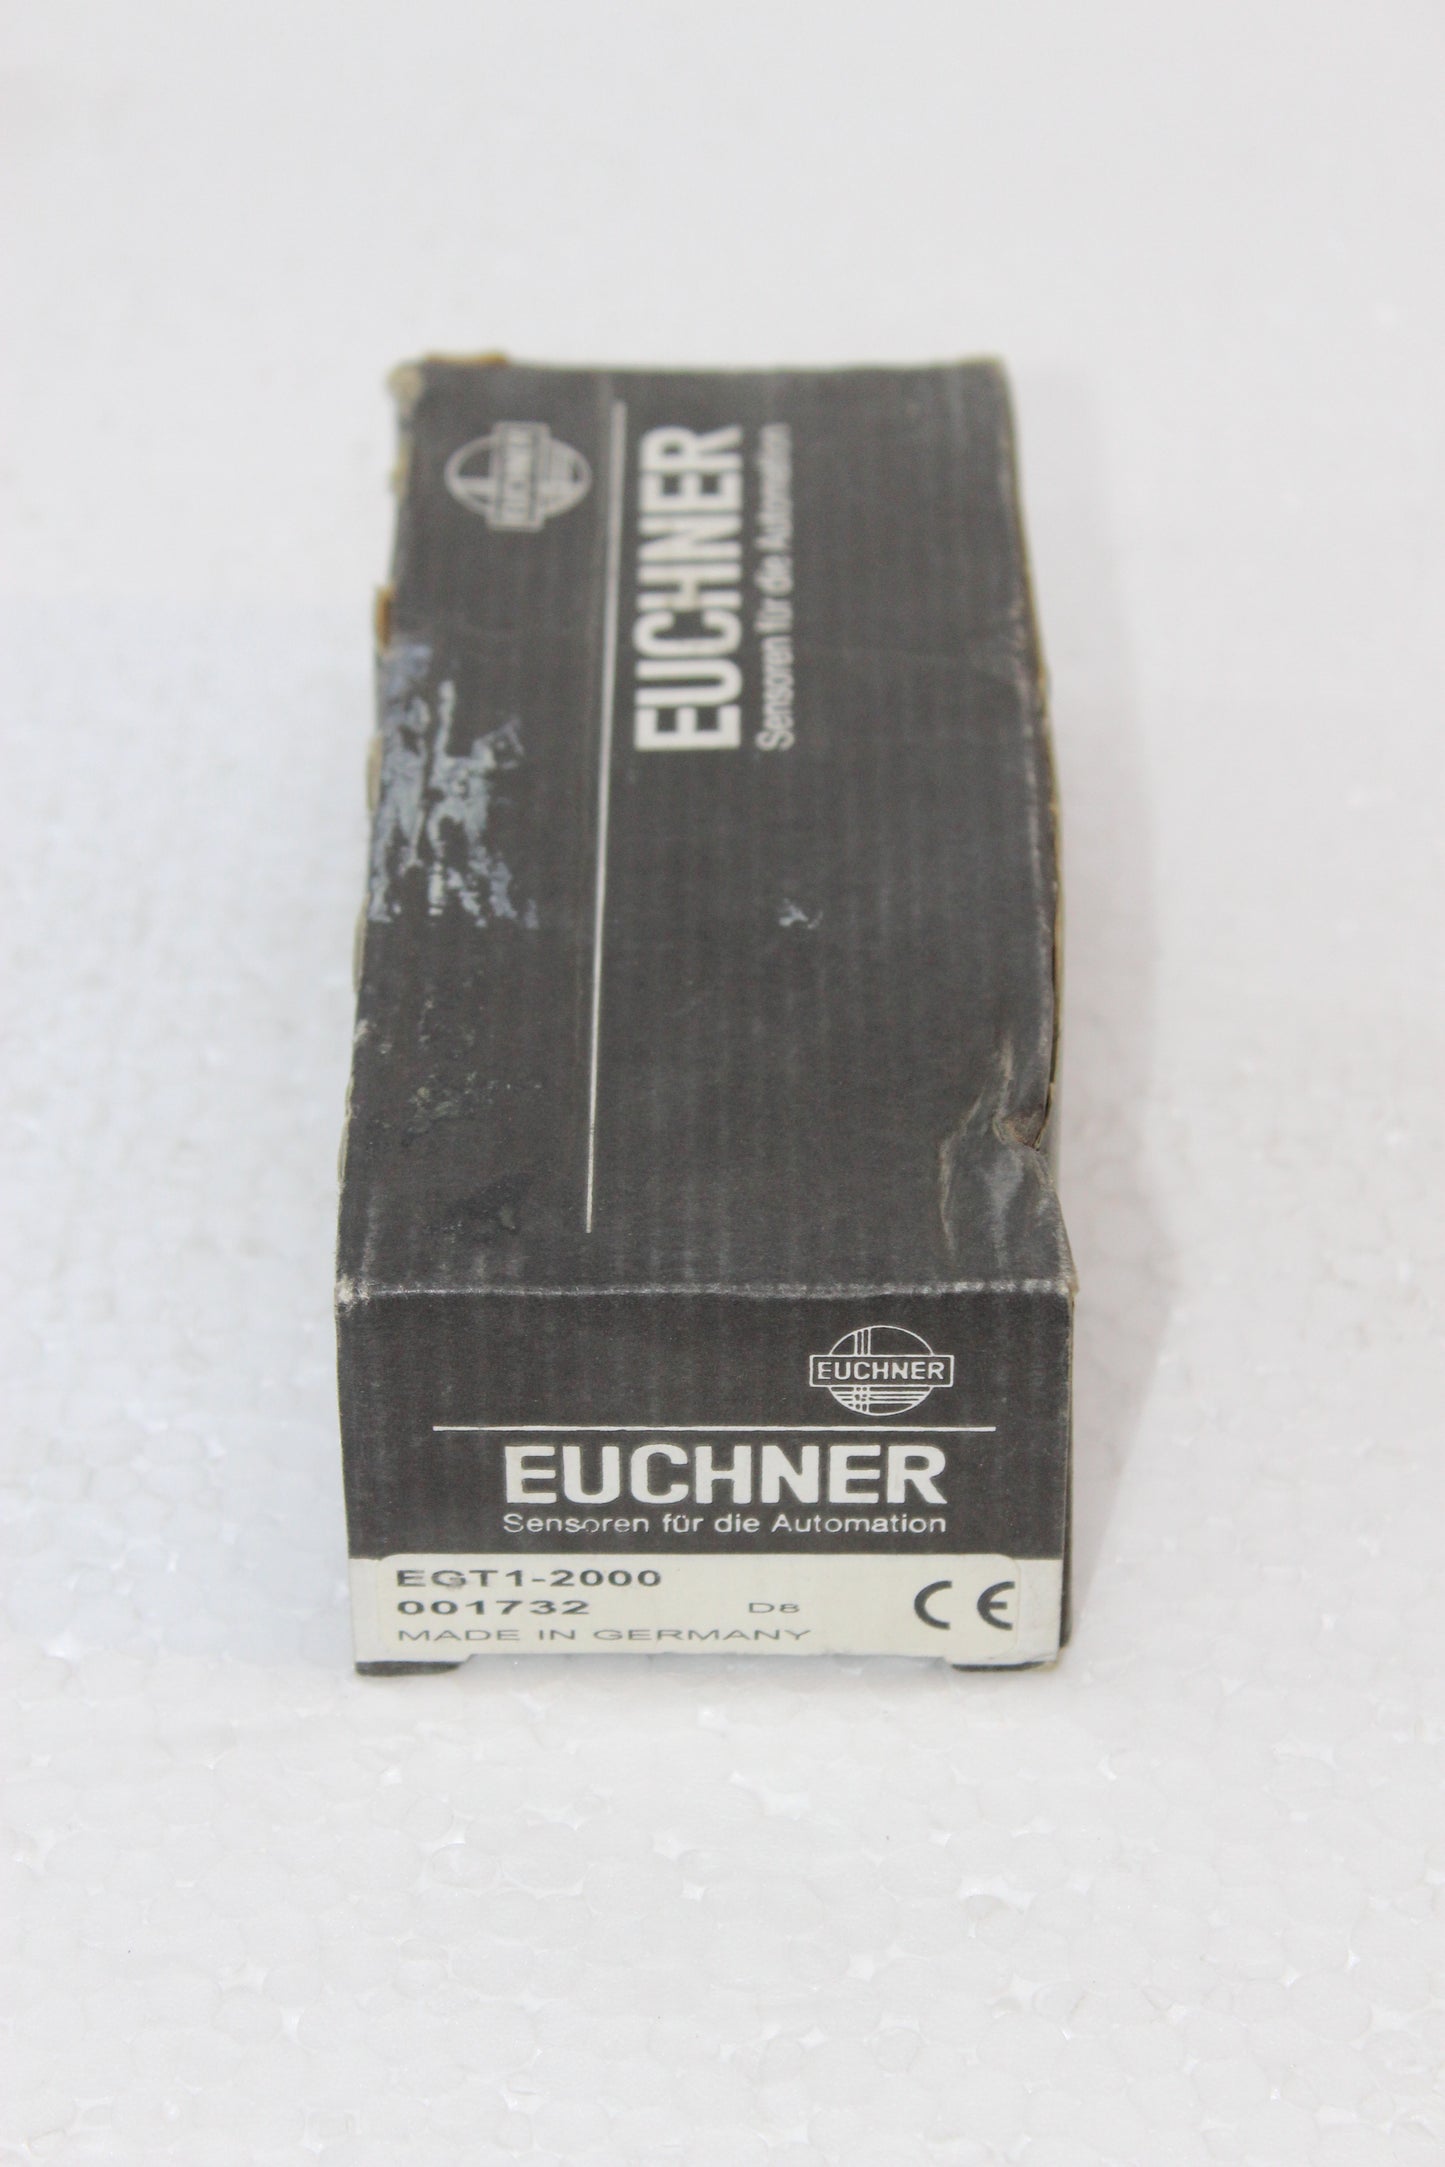 EUCHNER
EUCHNER
Sensoren für die Automation
EUCHNER
EUCHNER
Sensoren für die Automation
EGT1-2000
001732 D8
MADE IN GERMANY
CE